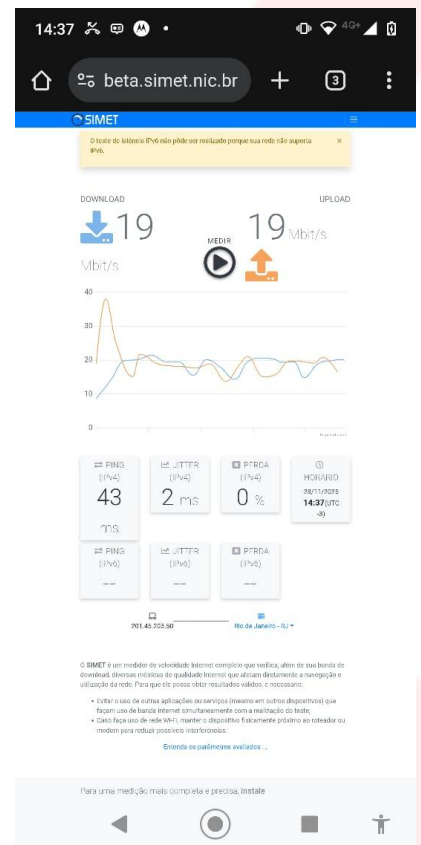 14:37
4G+
beta.simet.nic.br
3
SIMET
O teste de latência IPv6 não pôde ser realizado porque sua rede não suporta
IPv6.
×
DOWNLOAD
UPLOAD
19
Mbit/s
MEDIR
19 Mbit/s
40
30
20
10
0
PING
(IPv4)
43
ms
JITTER
(IPv4)
2 ms
PERDA
(IPv4)
0 %
HORÁRIO
28/11/2025
14:37(UTC
-3)
PING
(IPv6)
--
JITTER
(IPv6)
--
PERDA
(IPv6)
--
201.45.203.50
Rio de Janeiro - RJ
O SIMET é um medidor de velocidade Internet completo que verifica, além de sua banda de
download, diversas métricas de qualidade Internet que afetam diretamente a navegação e
utilização da rede. Para que ele possa obter resultados válidos, é necessário:
• Evitar o uso de outras aplicações ou serviços (mesmo em outros dispositivos) que
façam uso de banda Internet simultaneamente com a realização do teste;
• Caso faça uso de rede Wi-Fi, manter o dispositivo fisicamente próximo ao roteador ou
modem para reduzir possíveis interferências.
Entenda os parâmetros avaliados ...
Para uma medição mais completa e precisa, instale